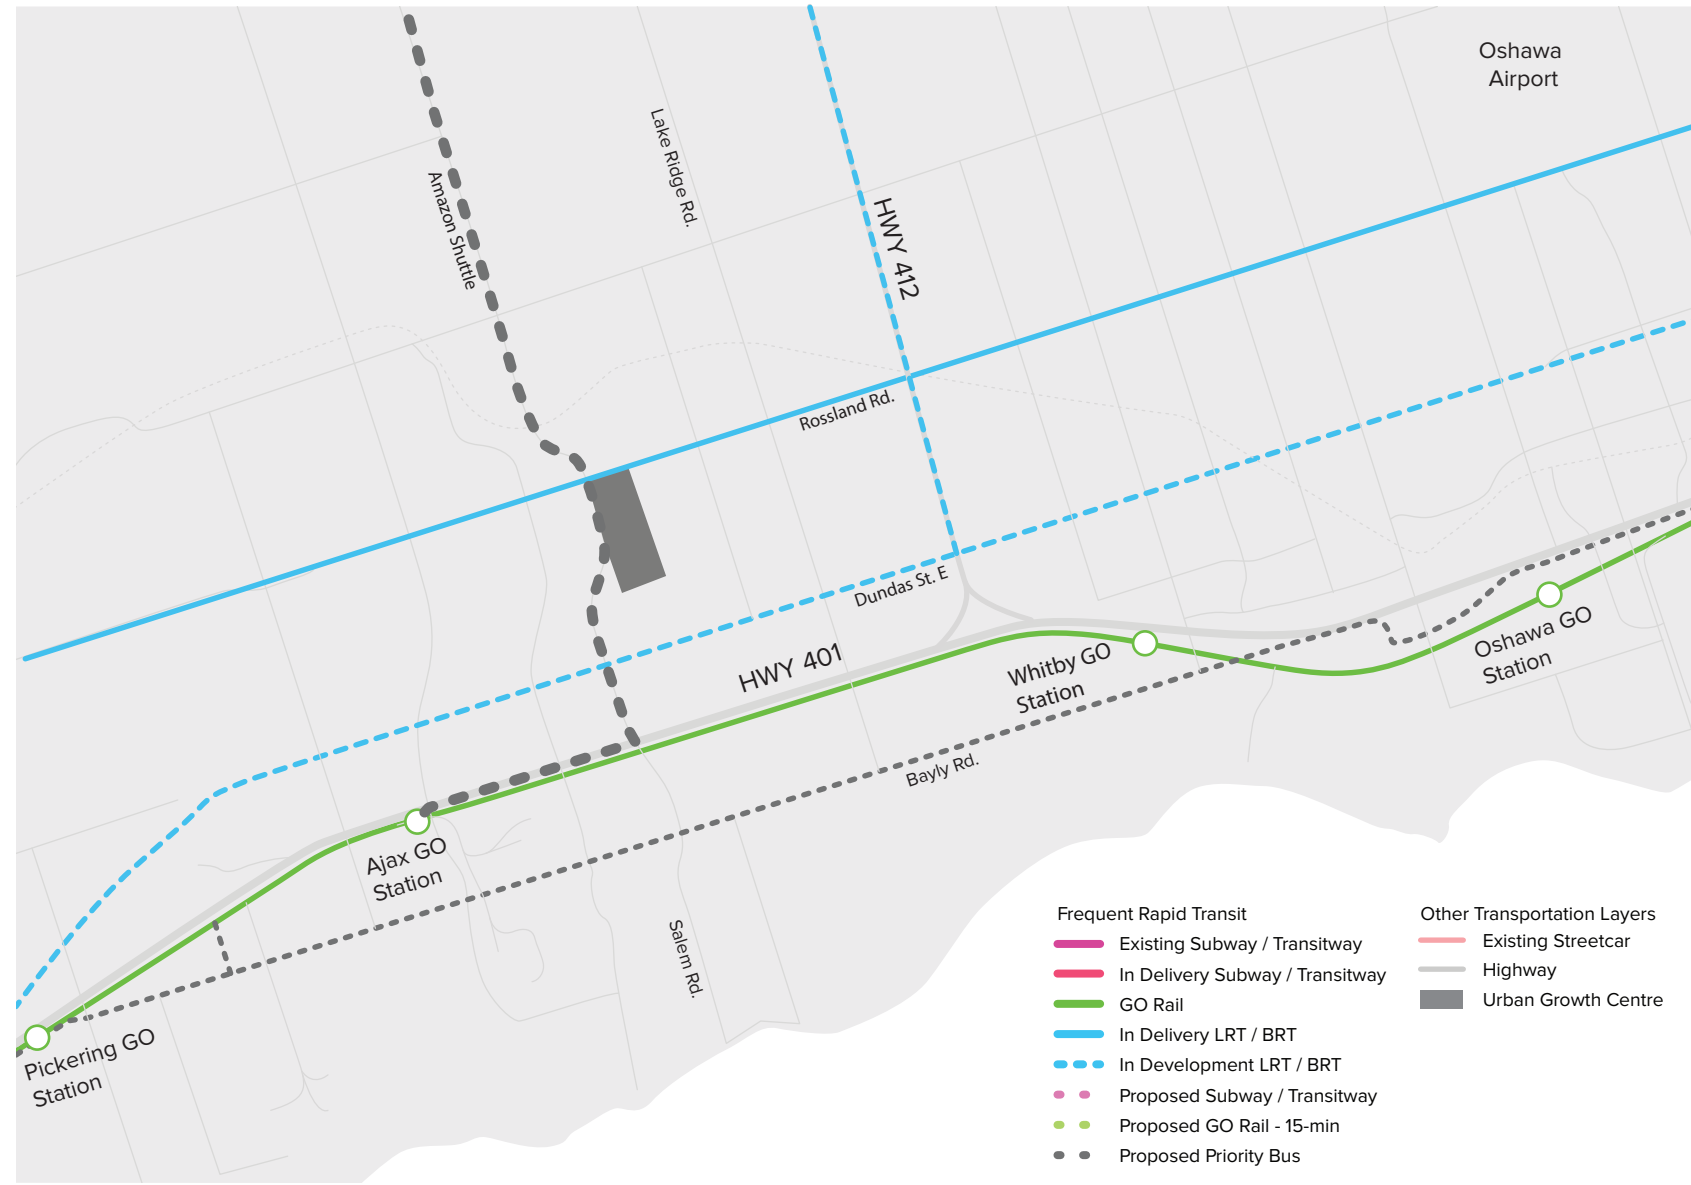 Oshawa
Airport
Lake Ridge Rd.
Amazon Shuttle
HWY 412
Rossland Rd.
Dundas St. E
HWY 401
Whitby GO
Station
Oshawa GO
Station
Bayly Rd.
Ajax GO
Station
Salem Rd.
Pickering GO
Station
Frequent Rapid Transit
Existing Subway / Transitway
In Delivery Subway / Transitway
GO Rail
In Delivery LRT / BRT
In Development LRT / BRT
Proposed Subway / Transitway
Proposed GO Rail - 15-min
Proposed Priority Bus
Other Transportation Layers
Existing Streetcar
Highway
Urban Growth Centre